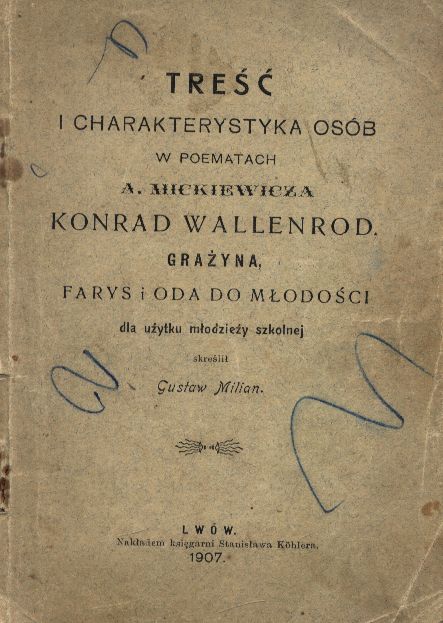 TREŚĆ
I CHARAKTERYSTYKA OSÓB
W POEMATACH
A. MICKIEWICZA
KONRAD WALLENROD.
GRAŻYNA,
FARYS i ODA DO MŁODOŚCI
dla użytku młodzieży szkolnej
skreślił
Gustaw Milian.
LWÓW.
Nakładem księgarni Stanisława Köhlera.
1907.